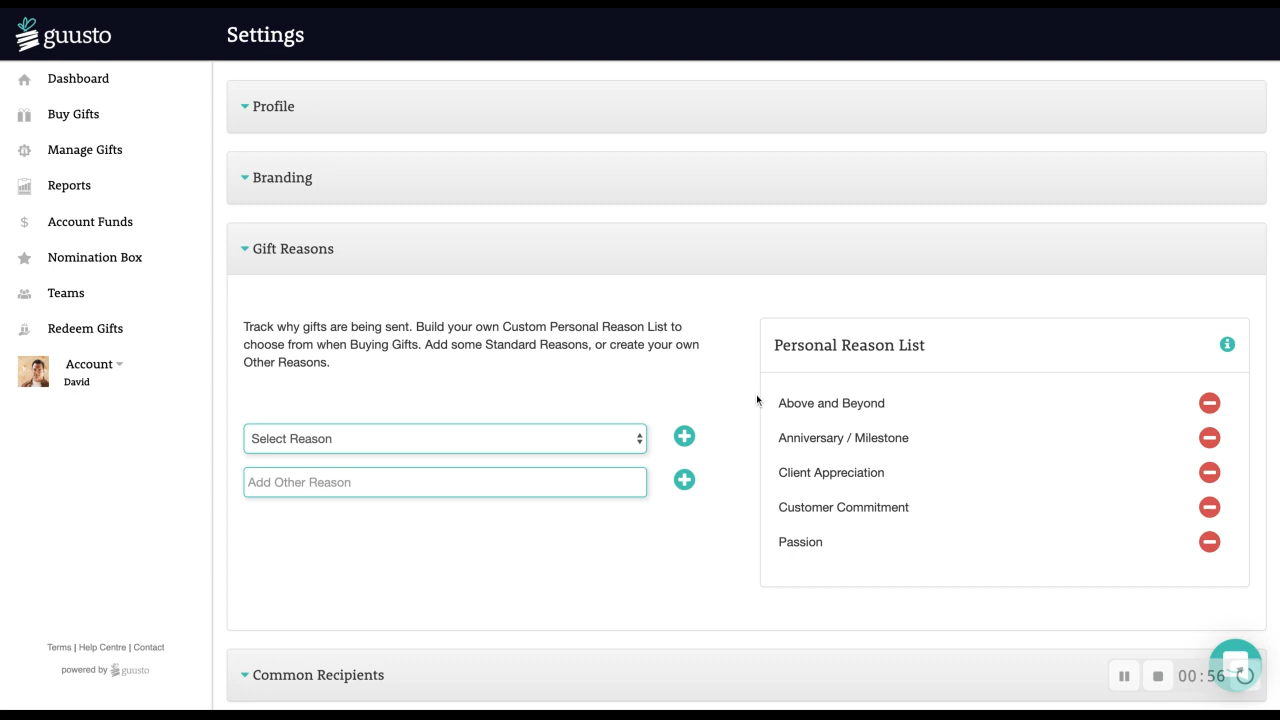 guusto
Settings
Dashboard
Buy Gifts
Manage Gifts
Reports
Account Funds
Nomination Box
Teams
Redeem Gifts
Account
David
Terms | Help Centre | Contact
powered by guusto
Profile
Branding
Gift Reasons
Track why gifts are being sent. Build your own Custom Personal Reason List to
choose from when Buying Gifts. Add some Standard Reasons, or create your own
Other Reasons.
Select Reason
Add Other Reason
Personal Reason List
Above and Beyond
Anniversary / Milestone
Client Appreciation
Customer Commitment
Passion
Common Recipients
00:56